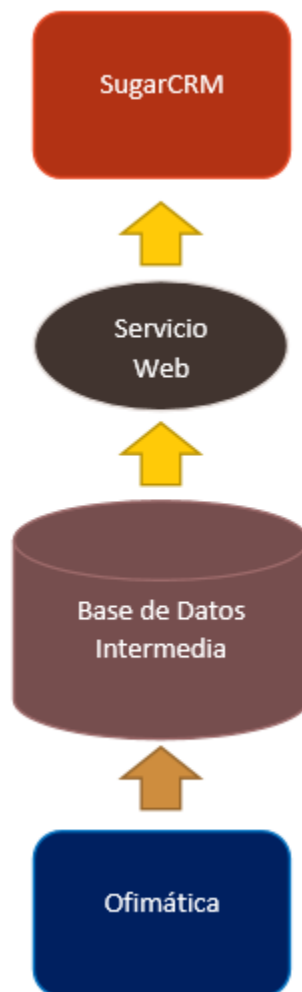 SugarCRM
Servicio
Web
Base de Datos
Intermedia
Ofimática